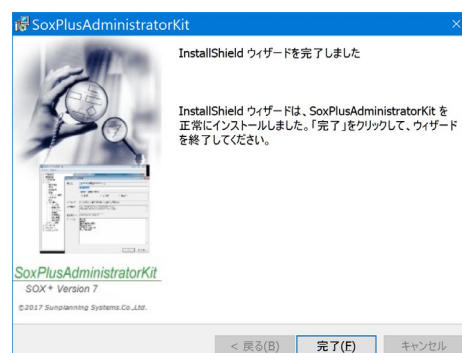 SoxPlusAdministratorKit
InstallShield ウィザードを完了しました
InstallShield ウィザードは、SoxPlusAdministratorKit を
正常にインストールしました。「完了」をクリックして、ウィザード
を終了してください。
SoxPlusAdministratorKit
SOX+ Version 7
©2017 Sunplanning Systems.Co.,Ltd.
< 戻る(B)
完了(F)
キャンセル